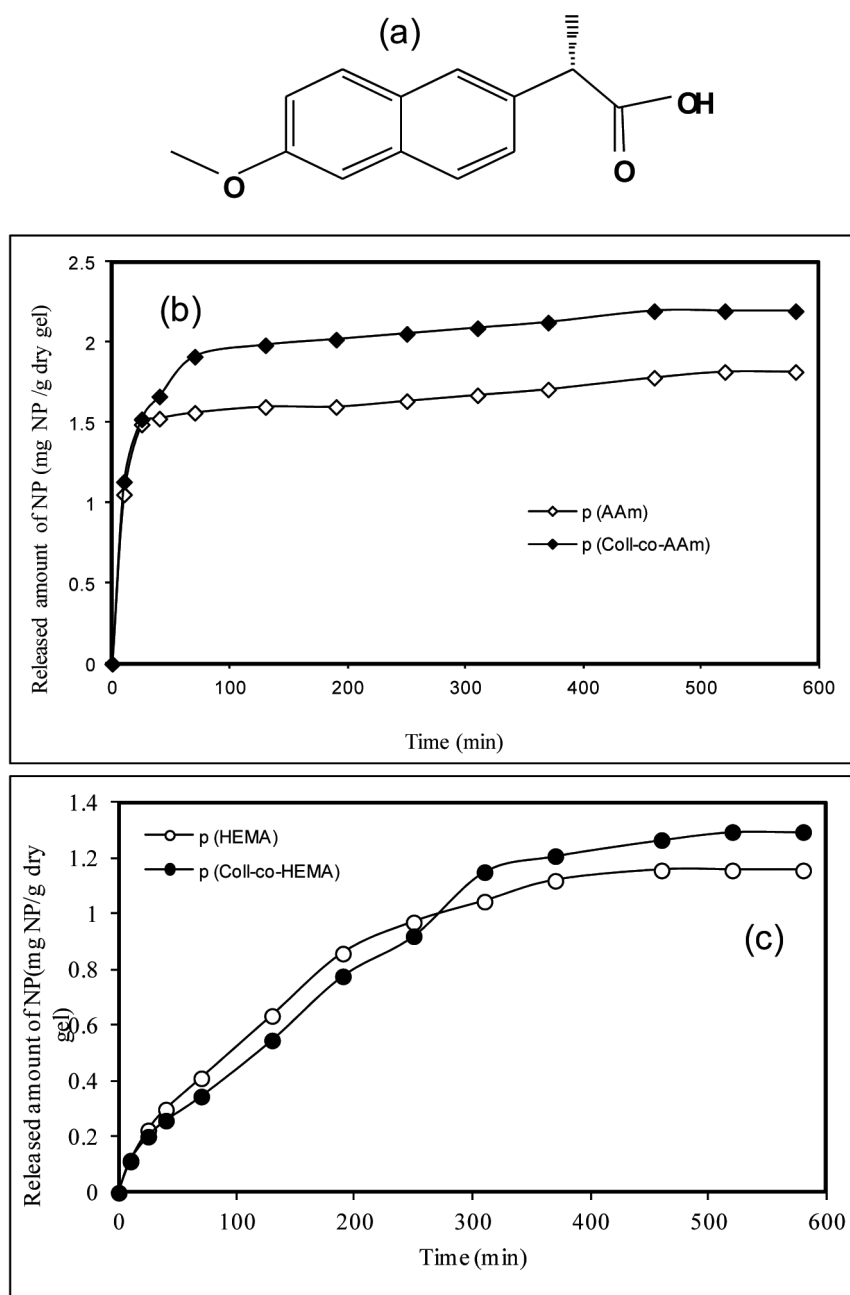 (a)
OH
O
O
(b)
Released amount of NP (mg NP /g dry gel)
2.5
2
1.5
1
0.5
0
p (AAm)
p (Coll-co-AAm)
0 100 200 300 400 500 600
Time (min)
(c)
Released amount of NP(mg NP/g dry
gel)
1.4
1.2
1
0.8
0.6
0.4
0.2
0
p (HEMA)
p (Coll-co-HEMA)
0 100 200 300 400 500 600
Time (min)